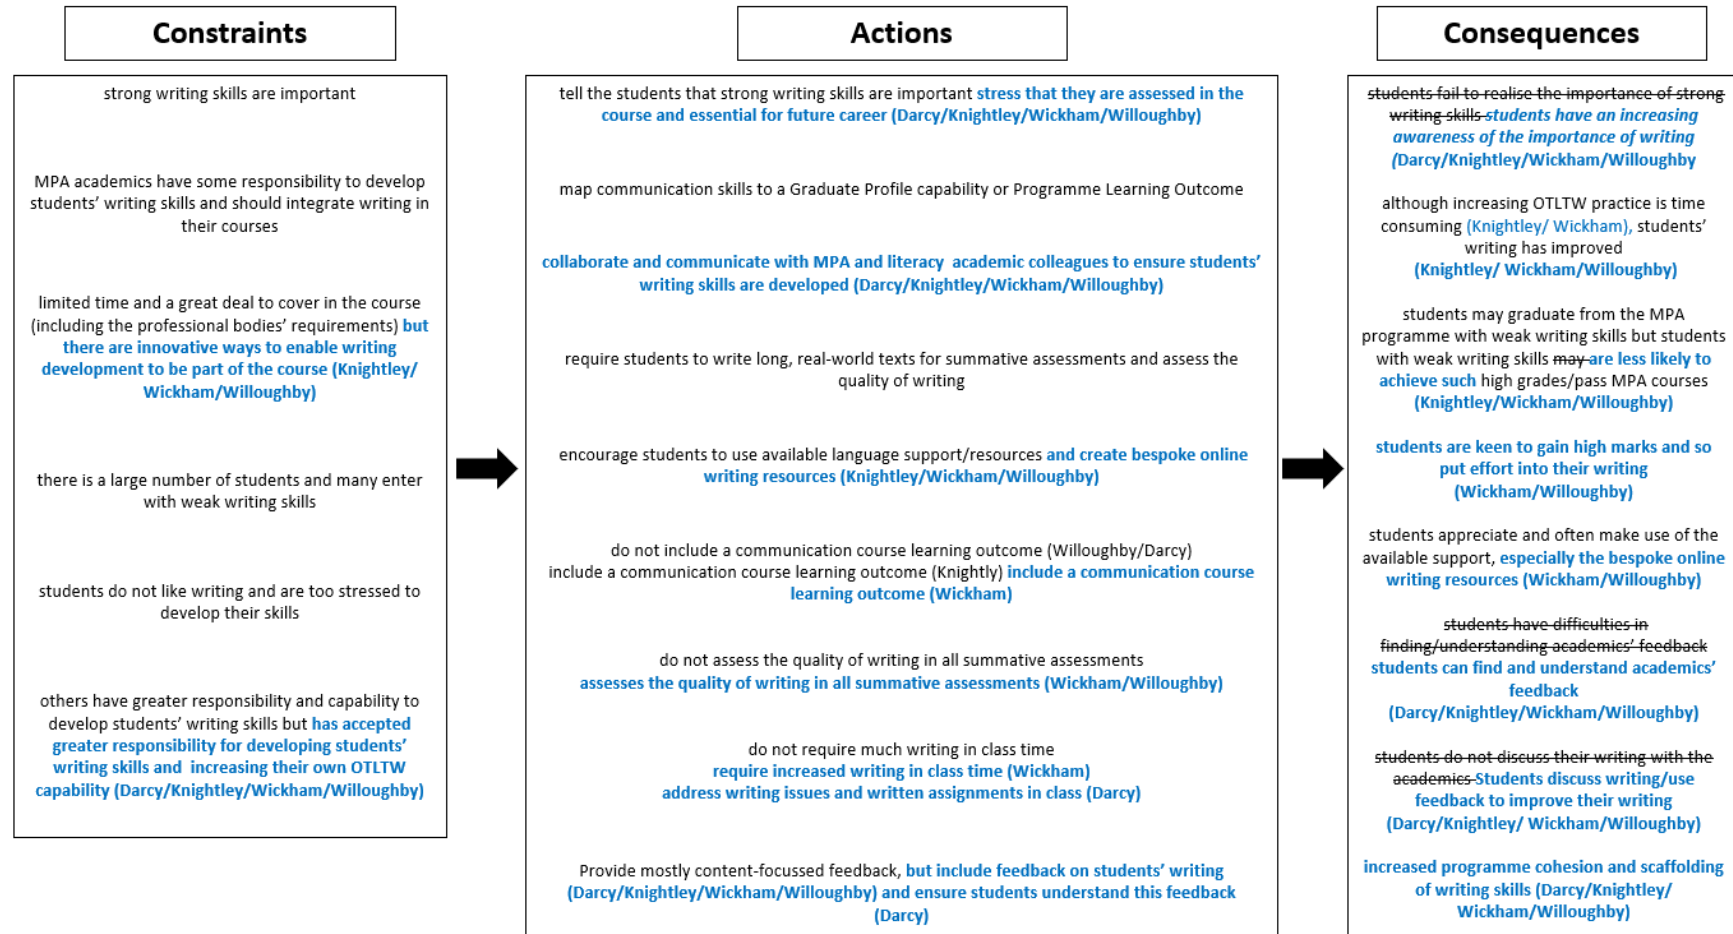 Constraints
strong writing skills are important
MPA academics have some responsibility to develop
students' writing skills and should integrate writing in
their courses
limited time and a great deal to cover in the course
(including the professional bodies' requirements) but
there are innovative ways to enable writing
development to be part of the course (Knightley/
Wickham/Willoughby)
there is a large number of students and many enter
with weak writing skills
students do not like writing and are too stressed to
develop their skills
others have greater responsibility and capability to
develop students' writing skills but has accepted
greater responsibility for developing students'
writing skills and increasing their own OTLTW
capability (Darcy/Knightley/Wickham/Willoughby)
Actions
tell the students that strong writing skills are important stress that they are assessed in the
course and essential for future career (Darcy/Knightley/Wickham/Willoughby)
map communication skills to a Graduate Profile capability or Programme Learning Outcome
collaborate and communicate with MPA and literacy academic colleagues to ensure students'
writing skills are developed (Darcy/Knightley/Wickham/Willoughby)
require students to write long, real-world texts for summative assessments and assess the
quality of writing
encourage students to use available language support/resources and create bespoke online
writing resources (Knightley/Wickham/Willoughby)
do not include a communication course learning outcome (Willoughby/Darcy)
include a communication course learning outcome (Knightly) include a communication course
learning outcome (Wickham)
do not assess the quality of writing in all summative assessments
assesses the quality of writing in all summative assessments (Wickham/Willoughby)
do not require much writing in class time
require increased writing in class time (Wickham)
address writing issues and written assignments in class (Darcy)
Provide mostly content-focussed feedback, but include feedback on students' writing
(Darcy/Knightley/Wickham/Willoughby) and ensure students understand this feedback
(Darcy)
Consequences
students fail to realise the importance of strong
writing skills students have an increasing
awareness of the importance of writing
(Darcy/Knightley/Wickham/Willoughby
although increasing OTLTW practice is time
consuming (Knightley/ Wickham), students'
writing has improved
(Knightley/ Wickham/Willoughby)
students may graduate from the MPA
programme with weak writing skills but students
with weak writing skills may are less likely to
achieve such high grades/pass MPA courses
(Knightley/Wickham/Willoughby)
students are keen to gain high marks and so
put effort into their writing
(Wickham/Willoughby)
students appreciate and often make use of the
available support, especially the bespoke online
writing resources (Wickham/Willoughby)
students have difficulties in
finding/understanding academics' feedback
students can find and understand academics'
feedback
(Darcy/Knightley/Wickham/Willoughby)
students do not discuss their writing with the
academics Students discuss writing/use
feedback to improve their writing
(Darcy/Knightley/ Wickham/Willoughby)
increased programme cohesion and scaffolding
of writing skills (Darcy/Knightley/
Wickham/Willoughby)